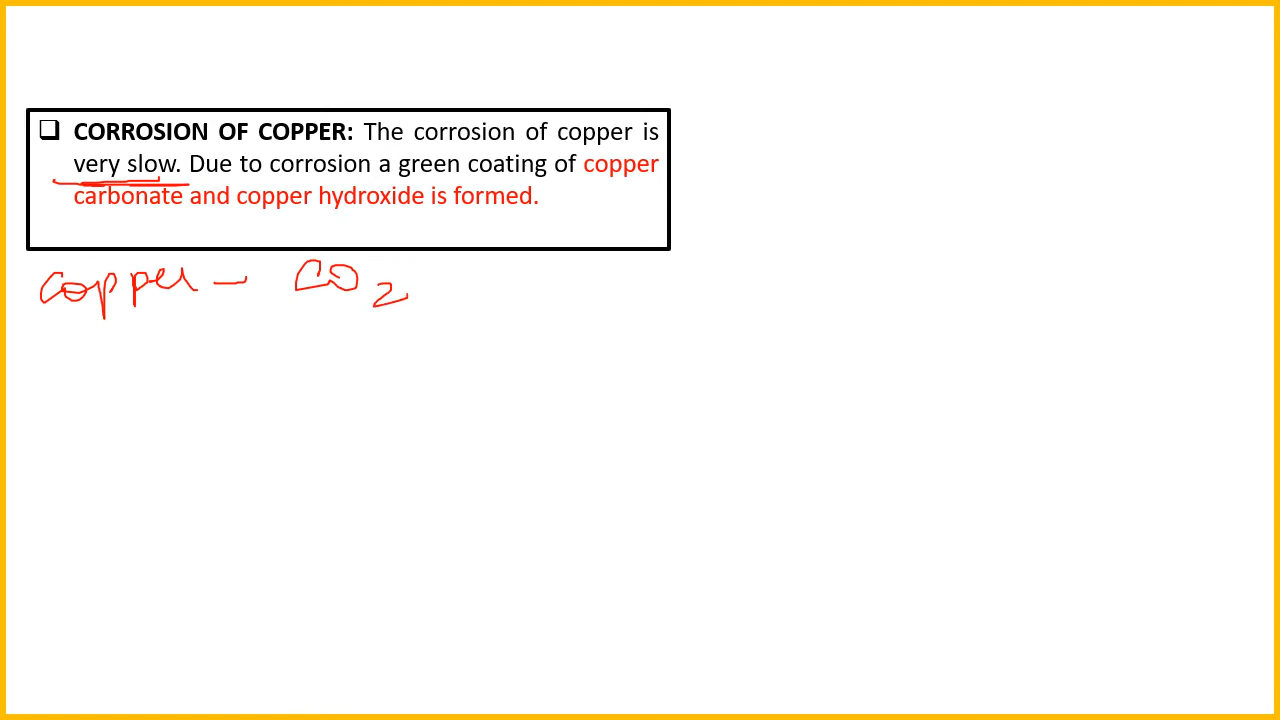 ❑ CORROSION OF COPPER: The corrosion of copper is
very slow. Due to corrosion a green coating of copper
carbonate and copper hydroxide is formed.
copper – CO2